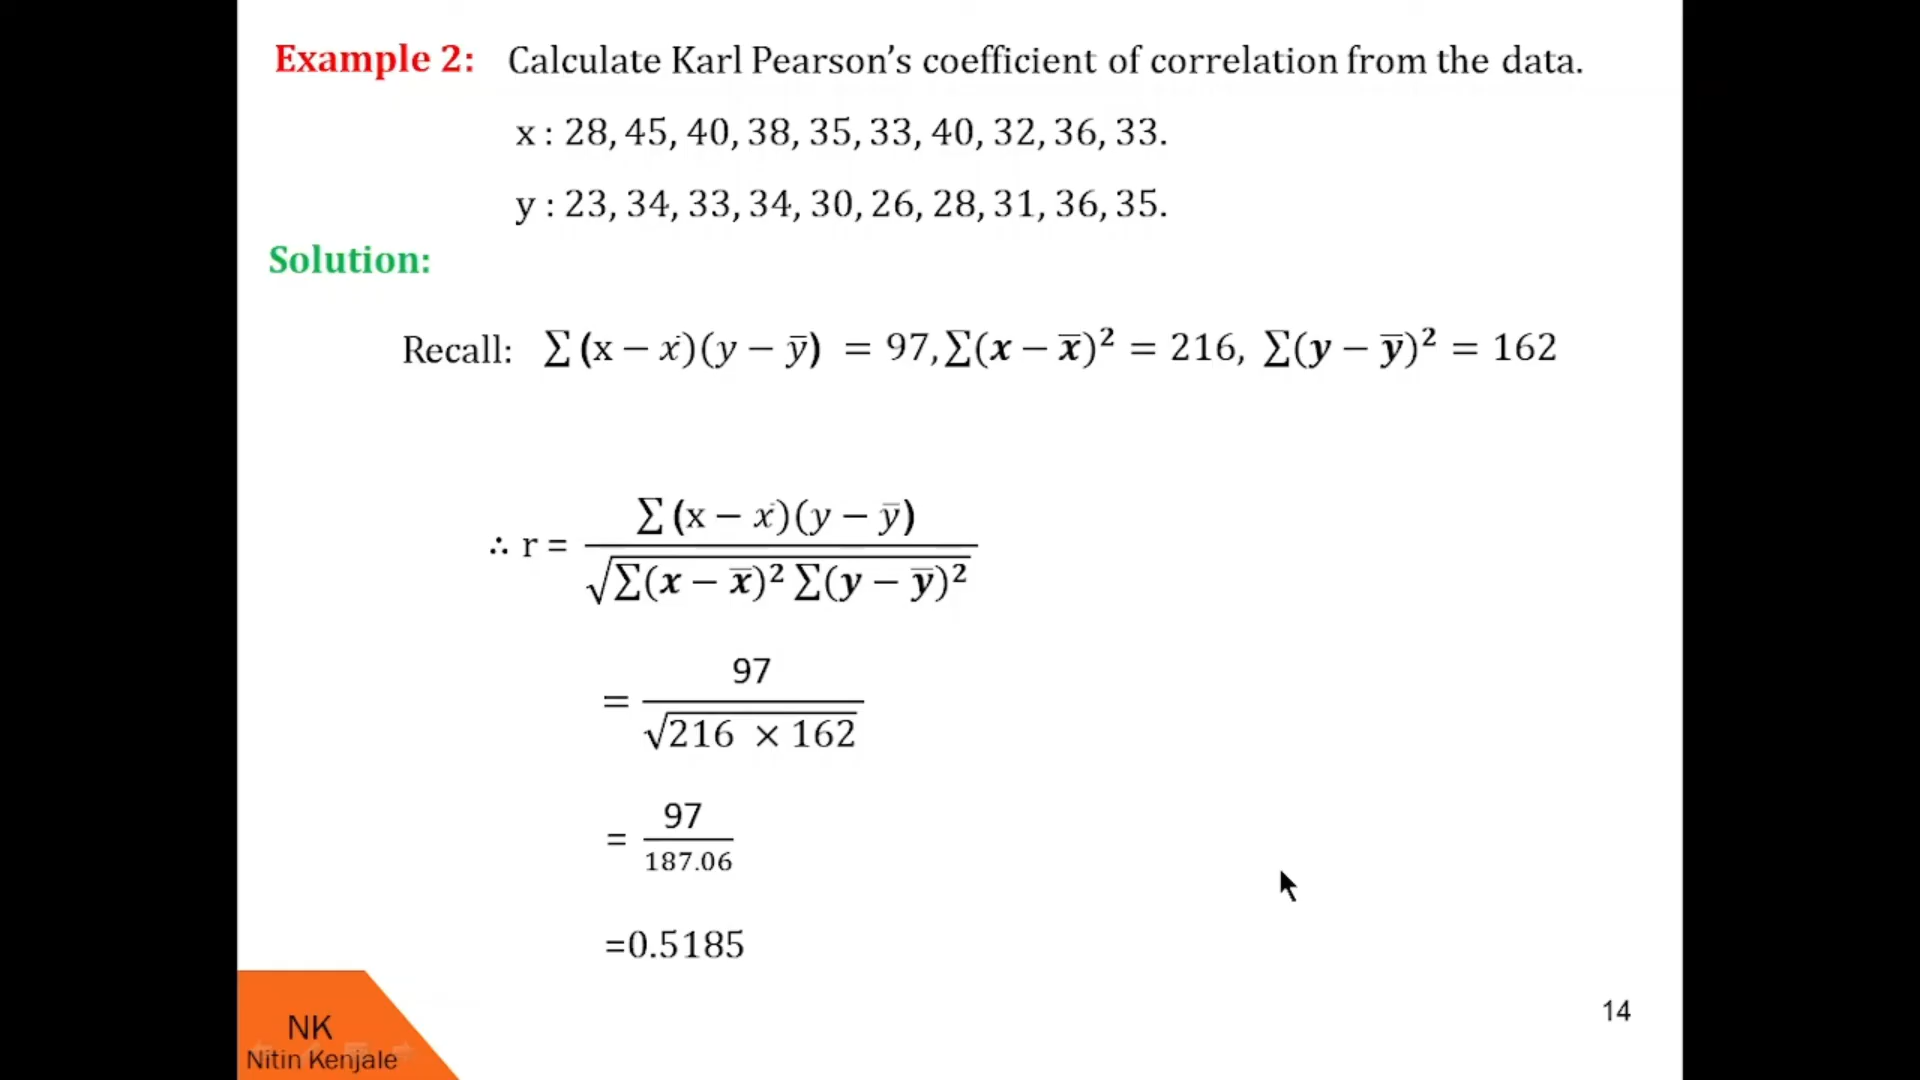 Example 2: Calculate Karl Pearson’s coefficient of correlation from the data.
x : 28, 45, 40, 38, 35, 33, 40, 32, 36, 33.
y : 23, 34, 33, 34, 30, 26, 28, 31, 36, 35.
Solution:
Recall: ∑(x − x̄)(y − ȳ) = 97, ∑(x − x̄)² = 216, ∑(y − ȳ)² = 162
∴ r = ∑(x − x̄)(y − ȳ) / √∑(x − x̄)² ∑(y − ȳ)²
= 97 / √216 × 162
= 97 / 187.06
=0.5185
NK
Nitin Kenjale
14